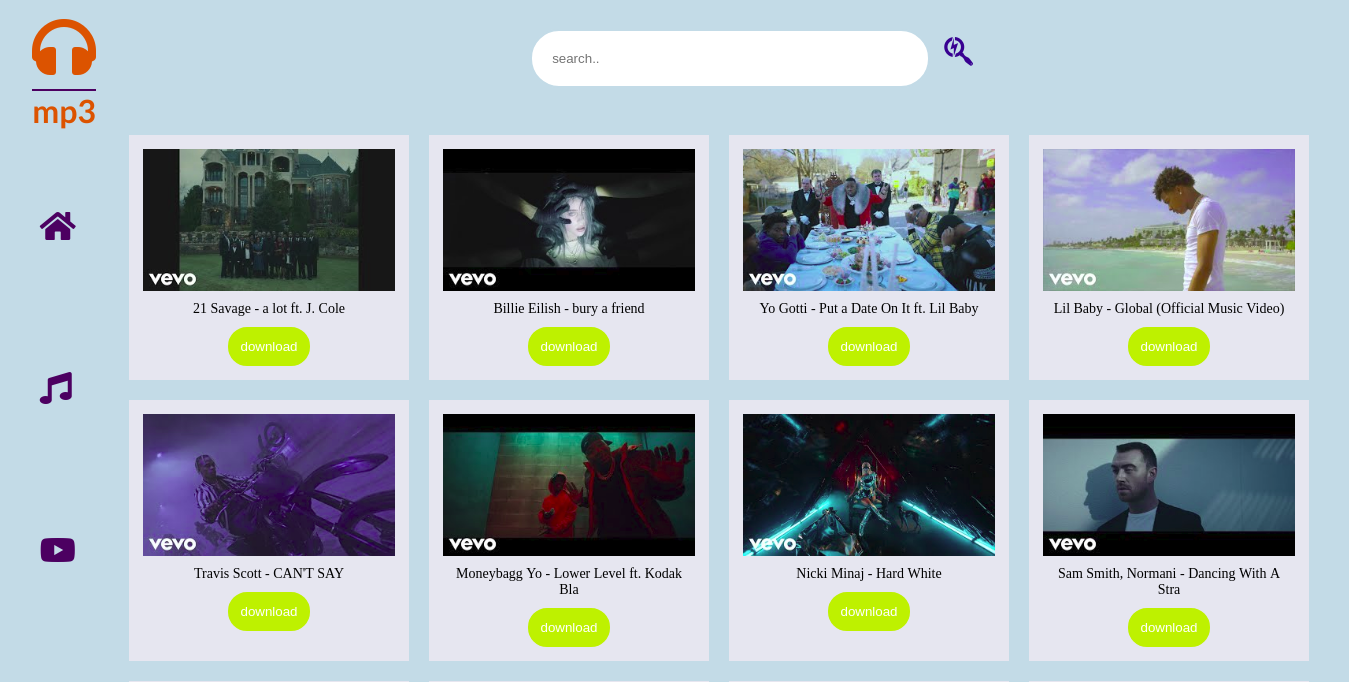 search..
mp3
vevo
vevo
vevo
vevo
21 Savage - a lot ft. J. Cole
Billie Eilish - bury a friend
Yo Gotti - Put a Date On It ft. Lil Baby
Lil Baby - Global (Official Music Video)
download
download
download
download
vevo
vevo
vevo
vevo
Travis Scott - CAN'T SAY
Moneybagg Yo - Lower Level ft. Kodak
Bla
Nicki Minaj - Hard White
Sam Smith, Normani - Dancing With A
Stra
download
download
download
download